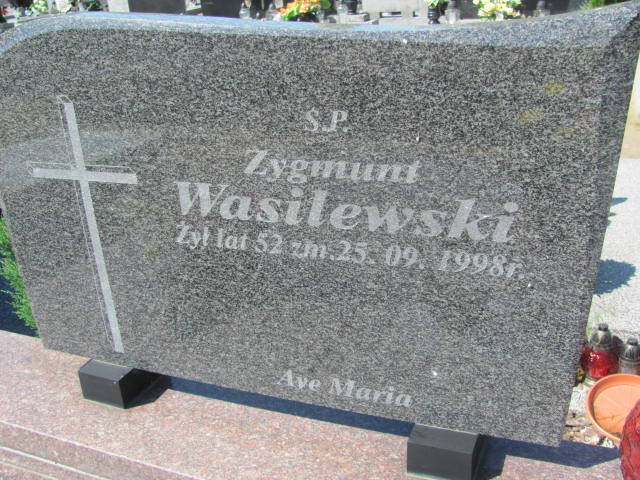 Ś.P.
Zygmunt
Wasilewski
Żył lat 52 zm. 25. 09. 1998r.
Ave Maria